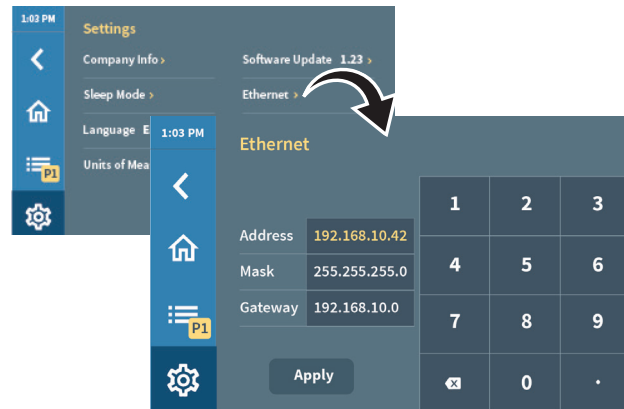 1:03 PM
Settings
Company Info ›
Software Update 1.23 ›
Sleep Mode ›
Ethernet ›
Language E
Units of Mea
P1
1:03 PM
Ethernet
Address 192.168.10.42
Mask 255.255.255.0
Gateway 192.168.10.0
P1
Apply
1 2 3
4 5 6
7 8 9
0 .